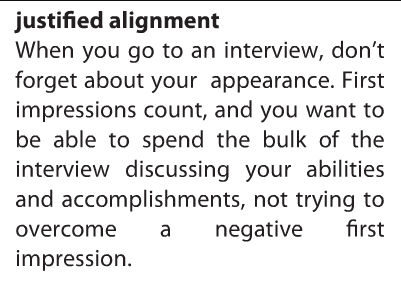 justified alignment
When you go to an interview, don’t
forget about your  appearance. First
impressions count, and you want to
be able to spend the bulk of the
interview discussing your abilities
and accomplishments, not trying to
overcome a negative first
impression.